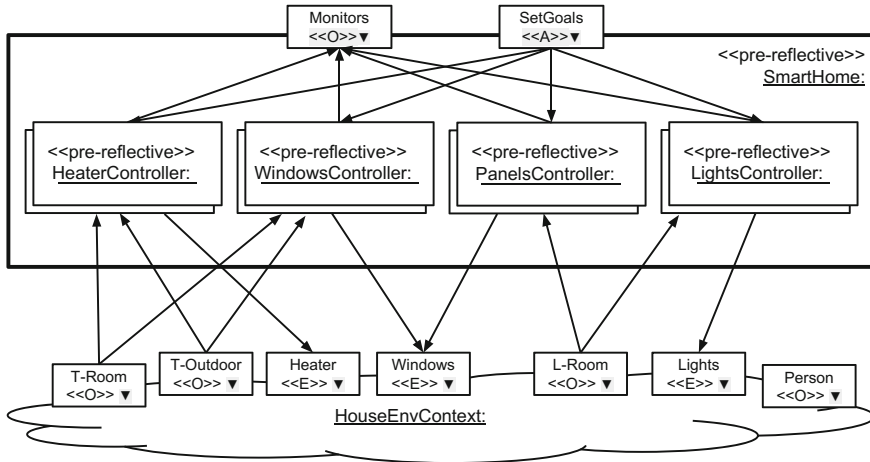 Monitors
<<O>>▼
SetGoals
<<A>>▼
<<pre-reflective>>
SmartHome:
<<pre-reflective>>
HeaterController:
<<pre-reflective>>
WindowsController:
<<pre-reflective>>
PanelsController:
<<pre-reflective>>
LightsController:
T-Room
<<O>>▼
T-Outdoor
<<O>>▼
Heater
<<E>>▼
Windows
<<E>>▼
L-Room
<<O>>▼
Lights
<<E>>▼
Person
<<O>>▼
HouseEnvContext: